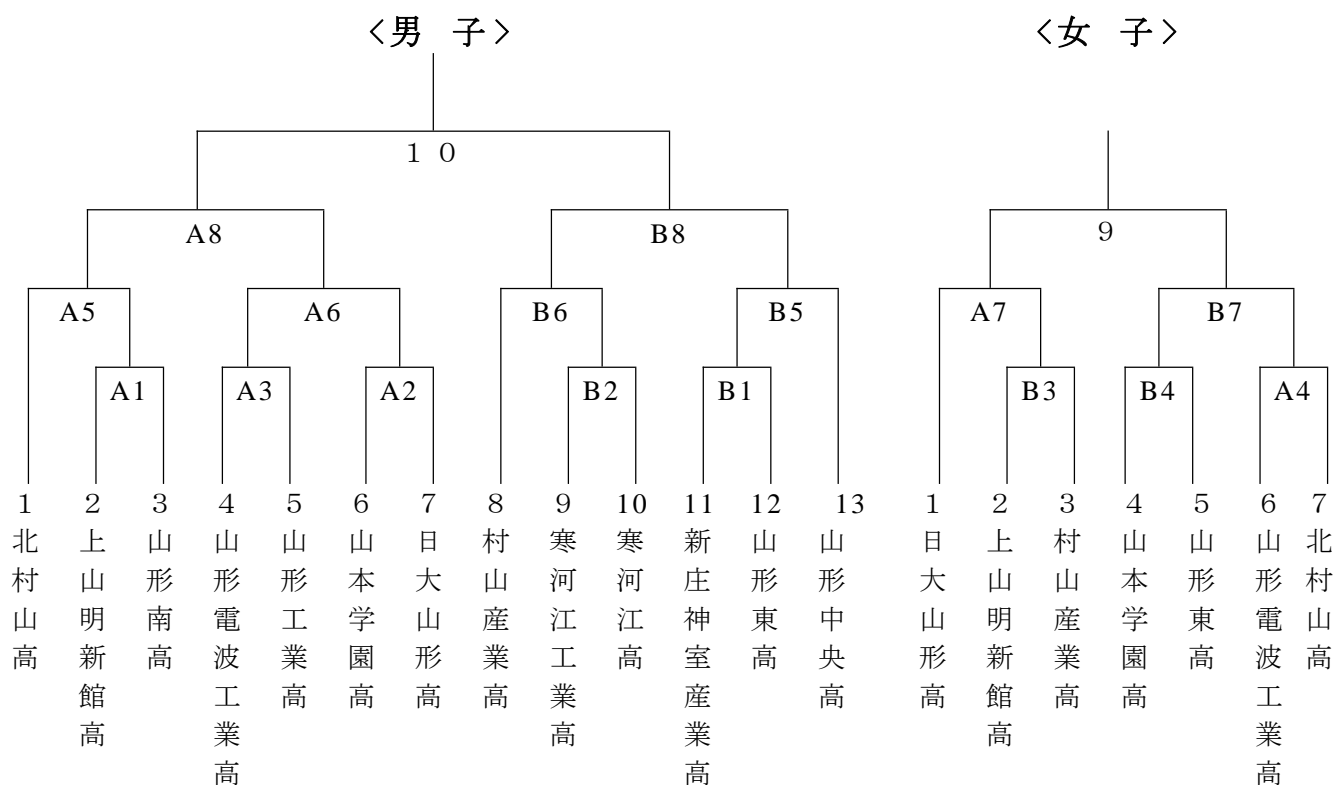 <男 子>
<女 子>
１０
A8
B8
9
A5
A6
B6
B5
A7
B7
A1
A3
A2
B2
B1
B3
B4
A4
1
2
3
4
5
6
7
8
9
10
11
12
13
1
2
3
4
5
6
7
北村山高
上山明新館高
山形南高
山形電波工業高
山形工業高
山本学園高
日大山形高
村山産業高
寒河江工業高
寒河江高
新庄神室産業高
山形東高
山形中央高
日大山形高
上山明新館高
村山産業高
山本学園高
山形東高
山形電波工業高
北村山高